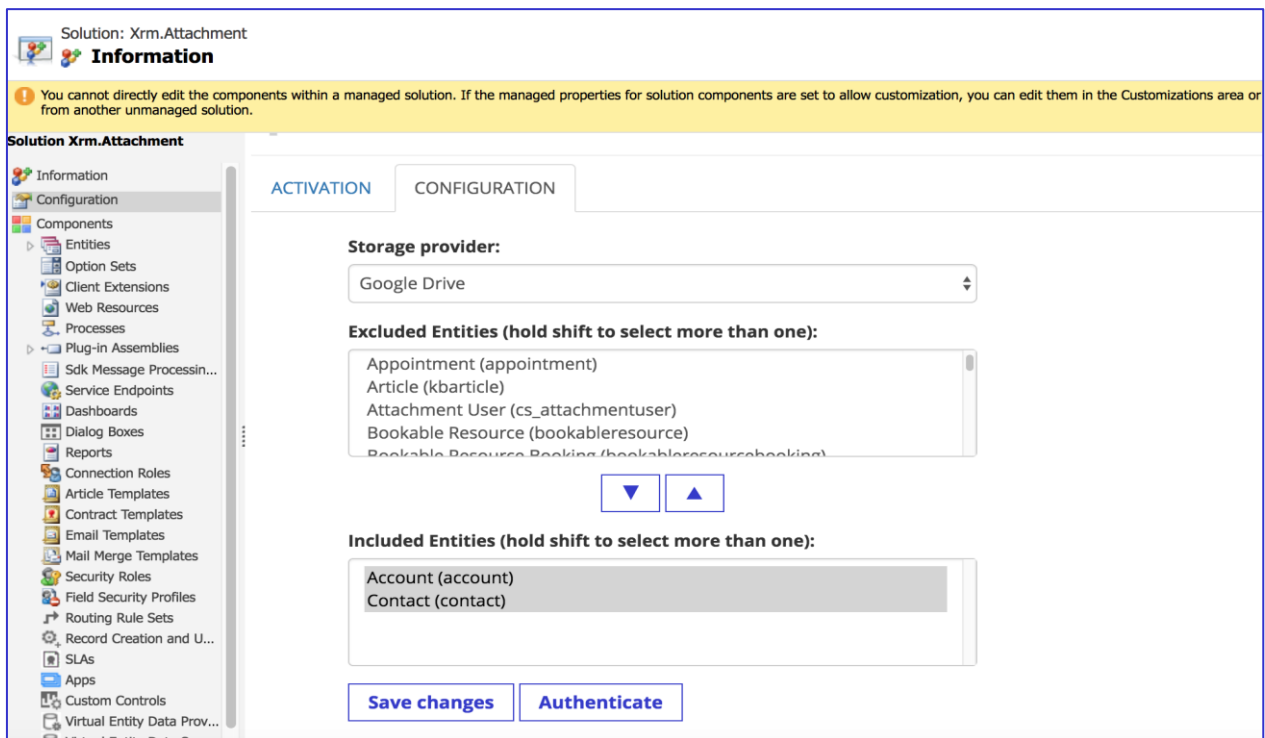 Solution: Xrm.Attachment
Information
You cannot directly edit the components within a managed solution. If the managed properties for solution components are set to allow customization, you can edit them in the Customizations area or
from another unmanaged solution.
Solution Xrm.Attachment
Information
Configuration
Components
Entities
Option Sets
Client Extensions
Web Resources
Processes
Plug-in Assemblies
Sdk Message Processin...
Service Endpoints
Dashboards
Dialog Boxes
Reports
Connection Roles
Article Templates
Contract Templates
Email Templates
Mail Merge Templates
Security Roles
Field Security Profiles
Routing Rule Sets
Record Creation and U...
SLAs
Apps
Custom Controls
Virtual Entity Data Prov...
ACTIVATION
CONFIGURATION
Storage provider:
Google Drive
Excluded Entities (hold shift to select more than one):
Appointment (appointment)
Article (kbarticle)
Attachment User (cs_attachmentuser)
Bookable Resource (bookableresource)
Bookable Resource Booking (bookableresourcebooking)
Included Entities (hold shift to select more than one):
Account (account)
Contact (contact)
Save changes
Authenticate